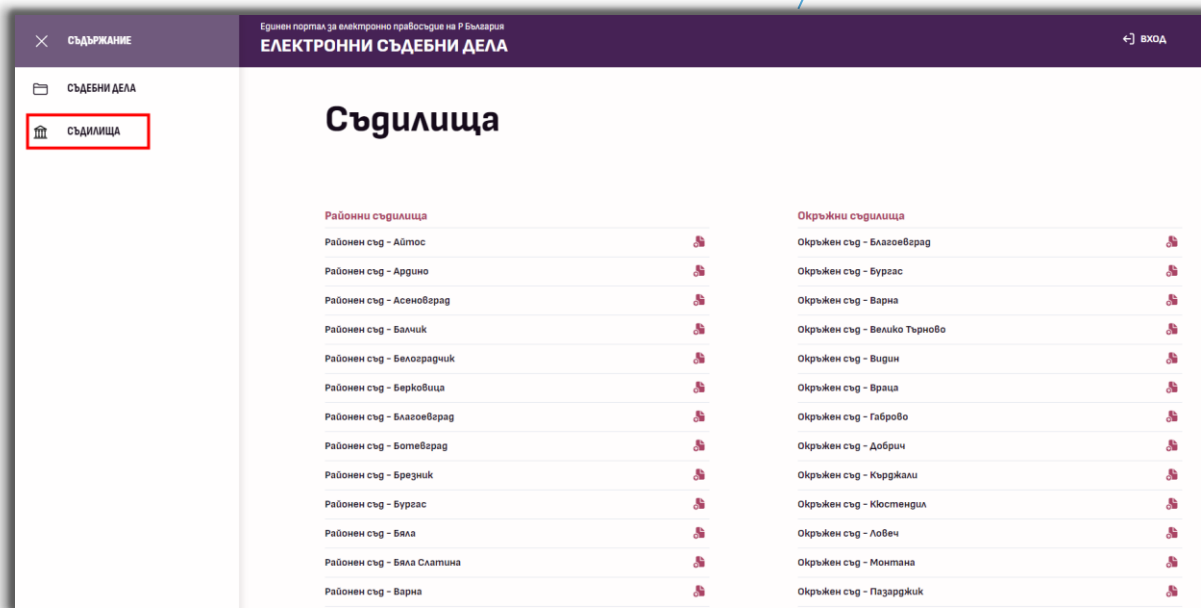 СЪДЪРЖАНИЕ
Единен портал за електронно правосъдие на Р България
ЕЛЕКТРОННИ СЪДЕБНИ ДЕЛА
ВХОД
СЪДЕБНИ ДЕЛА
СЪДИЛИЩА
Съдилища
Районни съдилища
Районен съд - Айтос
Районен съд - Ардино
Районен съд - Асеновград
Районен съд - Балчик
Районен съд - Белоградчик
Районен съд - Берковица
Районен съд - Благоевград
Районен съд - Ботевград
Районен съд - Брезник
Районен съд - Бургас
Районен съд - Бяла
Районен съд - Бяла Слатина
Районен съд - Варна
Окръжни съдилища
Окръжен съд - Благоевград
Окръжен съд - Бургас
Окръжен съд - Варна
Окръжен съд - Велико Търново
Окръжен съд - Видин
Окръжен съд - Враца
Окръжен съд - Габрово
Окръжен съд - Добрич
Окръжен съд - Кърджали
Окръжен съд - Кюстендил
Окръжен съд - Ловеч
Окръжен съд - Монтана
Окръжен съд - Пазарджик